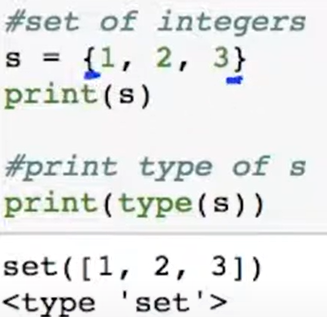 #set of integers
s = {1, 2, 3}
print(s)
#print type of s
print(type(s))
set([1, 2, 3])
<type 'set'>